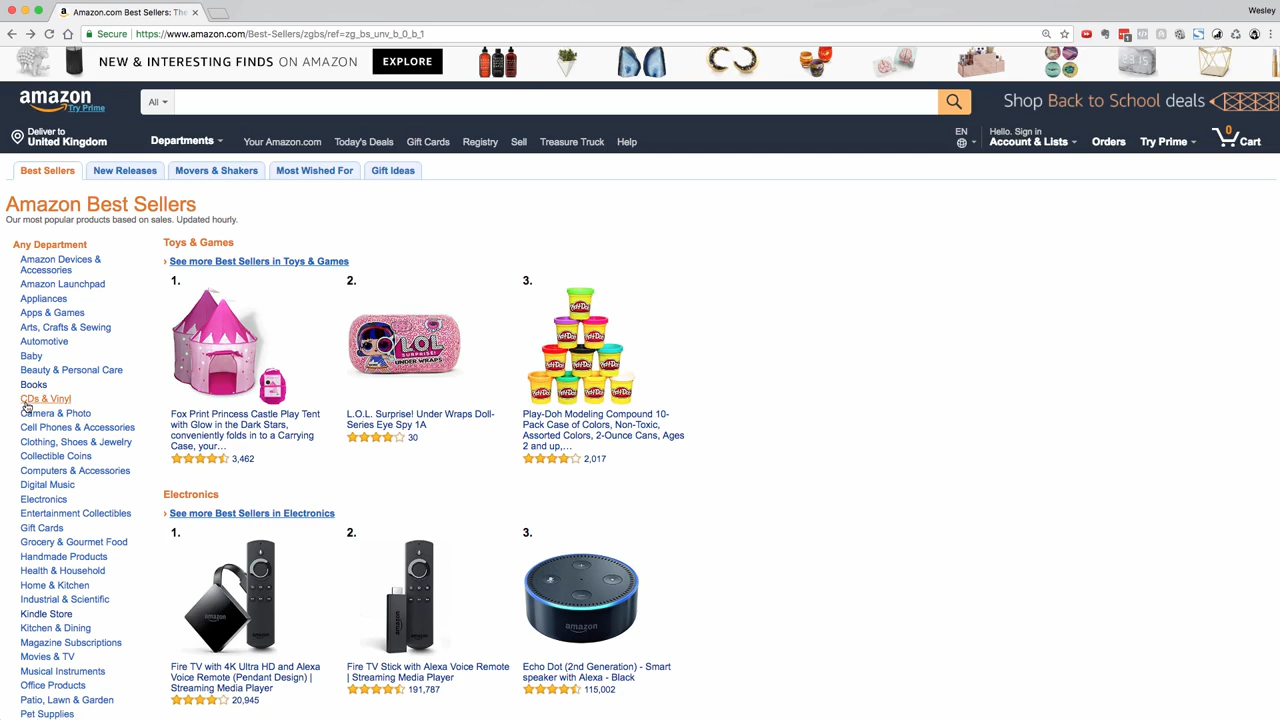 Amazon.com Best Sellers: The
Wesley
Secure https://www.amazon.com/Best-Sellers/zgbs/ref=zg_bs_unv_b_0_b_1
NEW & INTERESTING FINDS ON AMAZON
EXPLORE
amazon
Try Prime
All
Shop Back to School deals
Deliver to
United Kingdom
Departments
Your Amazon.com
Today's Deals
Gift Cards
Registry
Sell
Treasure Truck
Help
EN
Hello. Sign in
Account & Lists
Orders
Try Prime
0
Cart
Best Sellers
New Releases
Movers & Shakers
Most Wished For
Gift Ideas
Amazon Best Sellers
Our most popular products based on sales. Updated hourly.
Any Department
Amazon Devices &
Accessories
Amazon Launchpad
Appliances
Apps & Games
Arts, Crafts & Sewing
Automotive
Baby
Beauty & Personal Care
Books
CDs & Vinyl
Camera & Photo
Cell Phones & Accessories
Clothing, Shoes & Jewelry
Collectible Coins
Computers & Accessories
Digital Music
Electronics
Entertainment Collectibles
Gift Cards
Grocery & Gourmet Food
Handmade Products
Health & Household
Home & Kitchen
Industrial & Scientific
Kindle Store
Kitchen & Dining
Magazine Subscriptions
Movies & TV
Musical Instruments
Office Products
Patio, Lawn & Garden
Pet Supplies
Toys & Games
› See more Best Sellers in Toys & Games
1.
Fox Print Princess Castle Play Tent
with Glow in the Dark Stars,
conveniently folds in to a Carrying
Case, your…
3,462
2.
L.O.L.
SURPRISE!
UNDER WRAPS
L.O.L. Surprise! Under Wraps Doll-
Series Eye Spy 1A
30
3.
Play-Doh Modeling Compound 10-
Pack Case of Colors, Non-Toxic,
Assorted Colors, 2-Ounce Cans, Ages
2 and up,…
2,017
Electronics
› See more Best Sellers in Electronics
1.
amazon
Fire TV with 4K Ultra HD and Alexa
Voice Remote (Pendant Design) |
Streaming Media Player
20,945
2.
amazon
Fire TV Stick with Alexa Voice Remote
| Streaming Media Player
191,787
3.
amazon
Echo Dot (2nd Generation) - Smart
speaker with Alexa - Black
115,002